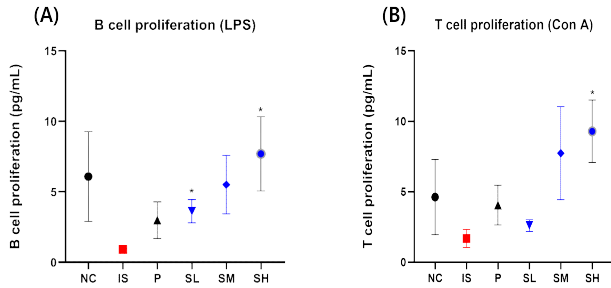 (A)
B cell proliferation (LPS)
B cell proliferation (pg/mL)
15
10
5
0
*
*
NC IS P SL SM SH
(B)
T cell proliferation (Con A)
T cell proliferation (pg/mL)
15
10
5
0
*
NC IS P SL SM SH